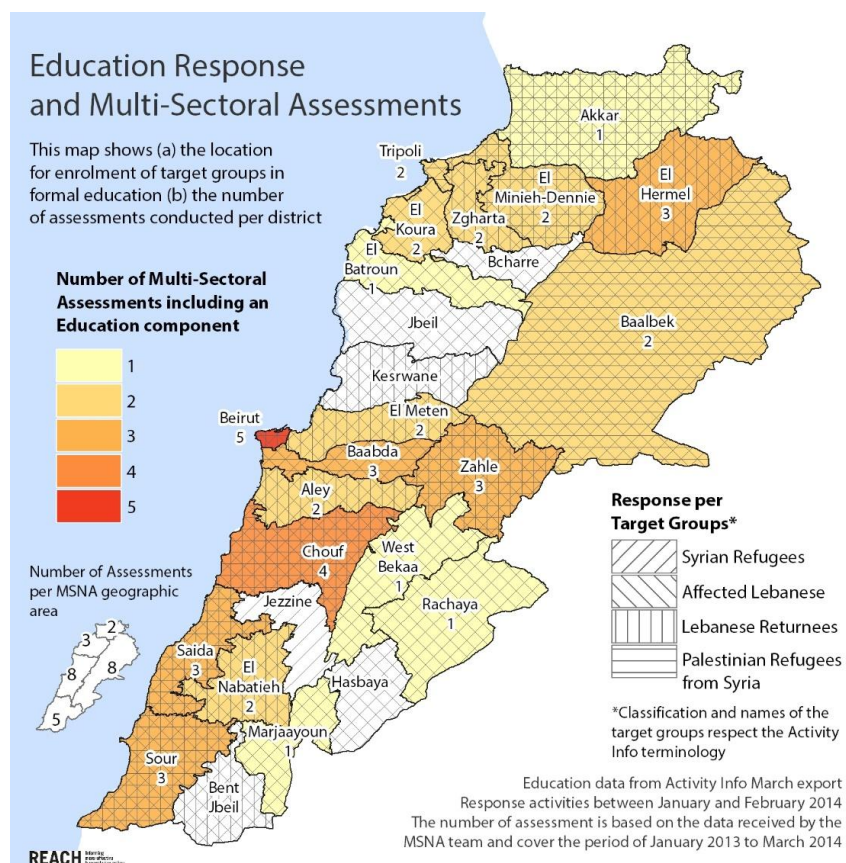 Education Response
and Multi-Sectoral Assessments
This map shows (a) the location
for enrolment of target groups in
formal education (b) the number
of assessments conducted per district
Number of Multi-Sectoral
Assessments including an
Education component
1
2
3
4
5
Akkar
1
Tripoli
2
El
Hermel
3
El
Minieh-Dennie
2
El
Koura
2
Zgharta
2
El
Batroun
1
Bcharre
Jbeil
Baalbek
2
Kesrwane
Beirut
5
El Meten
2
Baabda
3
Zahle
3
Aley
2
Chouf
4
West
Bekaa
1
Rachaya
1
Jezzine
Saida
3
El
Nabatieh
2
Hasbaya
Marjaayoun
1
Sour
3
Bent
Jbeil
Number of Assessments
per MSNA geographic
area
2
3
8
8
5
Response per
Target Groups*
Syrian Refugees
Affected Lebanese
Lebanese Returnees
Palestinian Refugees
from Syria
*Classification and names of the
target groups respect the Activity
Info terminology
Education data from Activity Info March export
Response activities between January and February 2014
The number of assessment is based on the data received by the
MSNA team and cover the period of January 2013 to March 2014
REACH